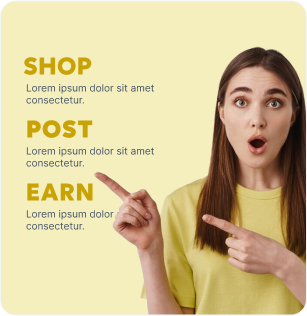 SHOP
Lorem ipsum dolor sit amet
consectetur.
POST
Lorem ipsum dolor sit amet
consectetur.
EARN
Lorem ipsum dolor
consectetur.